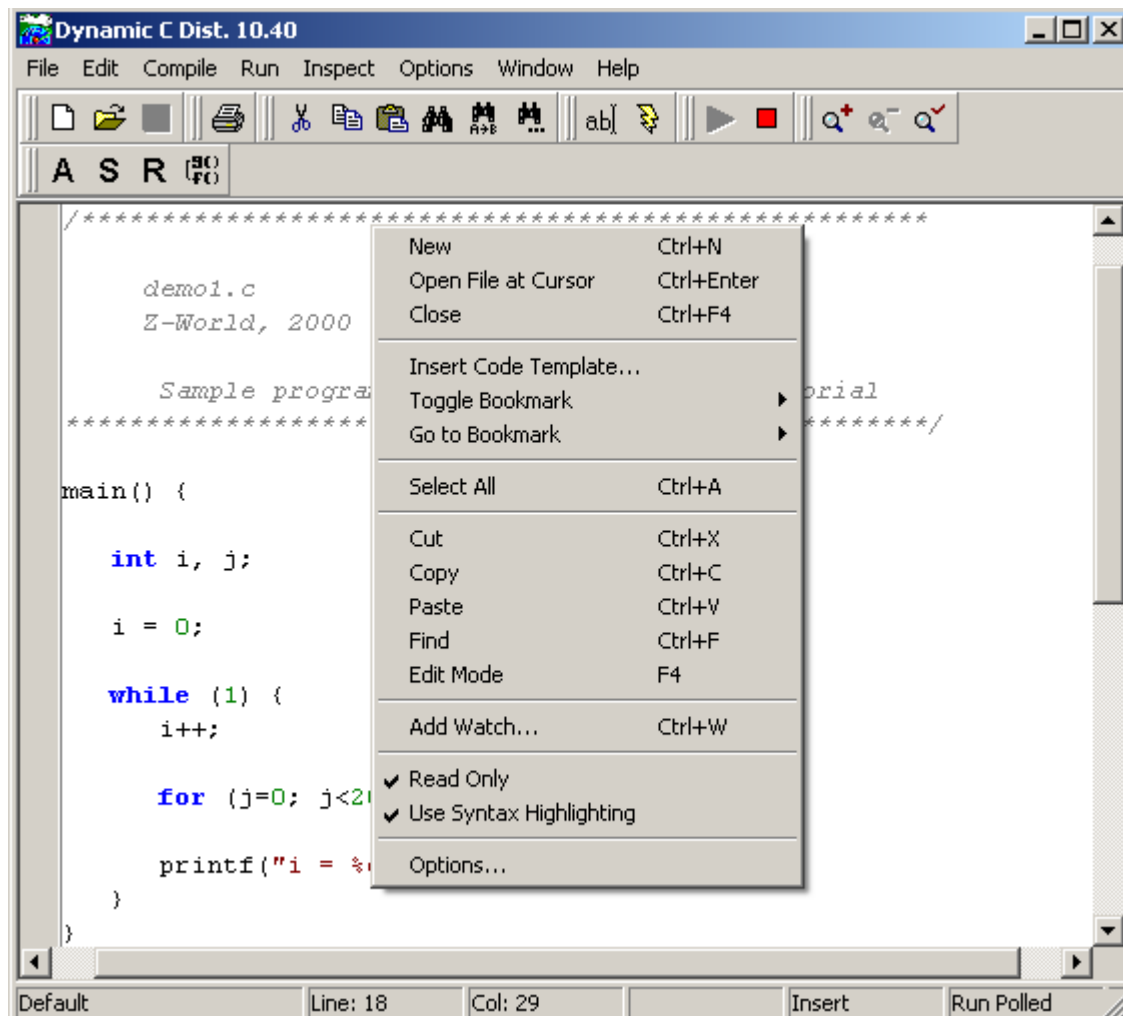 Dynamic C Dist. 10.40
File Edit Compile Run Inspect Options Window Help
A→B ab
A S R g() F()
/*****************************************************
demo1.c
Z-World, 2000
Sample orial
*****************************************************/
main() {
int i, j;
i = 0;
while (1) {
i++;
for (j=0;
printf("i =
}
}
New Ctrl+N
Open File at Cursor Ctrl+Enter
Close Ctrl+F4
Insert Code Template...
Toggle Bookmark
Go to Bookmark
Select All Ctrl+A
Cut Ctrl+X
Copy Ctrl+C
Paste Ctrl+V
Find Ctrl+F
Edit Mode F4
Add Watch... Ctrl+W
Read Only
Use Syntax Highlighting
Options...
Default Line: 18 Col: 29 Insert Run Polled